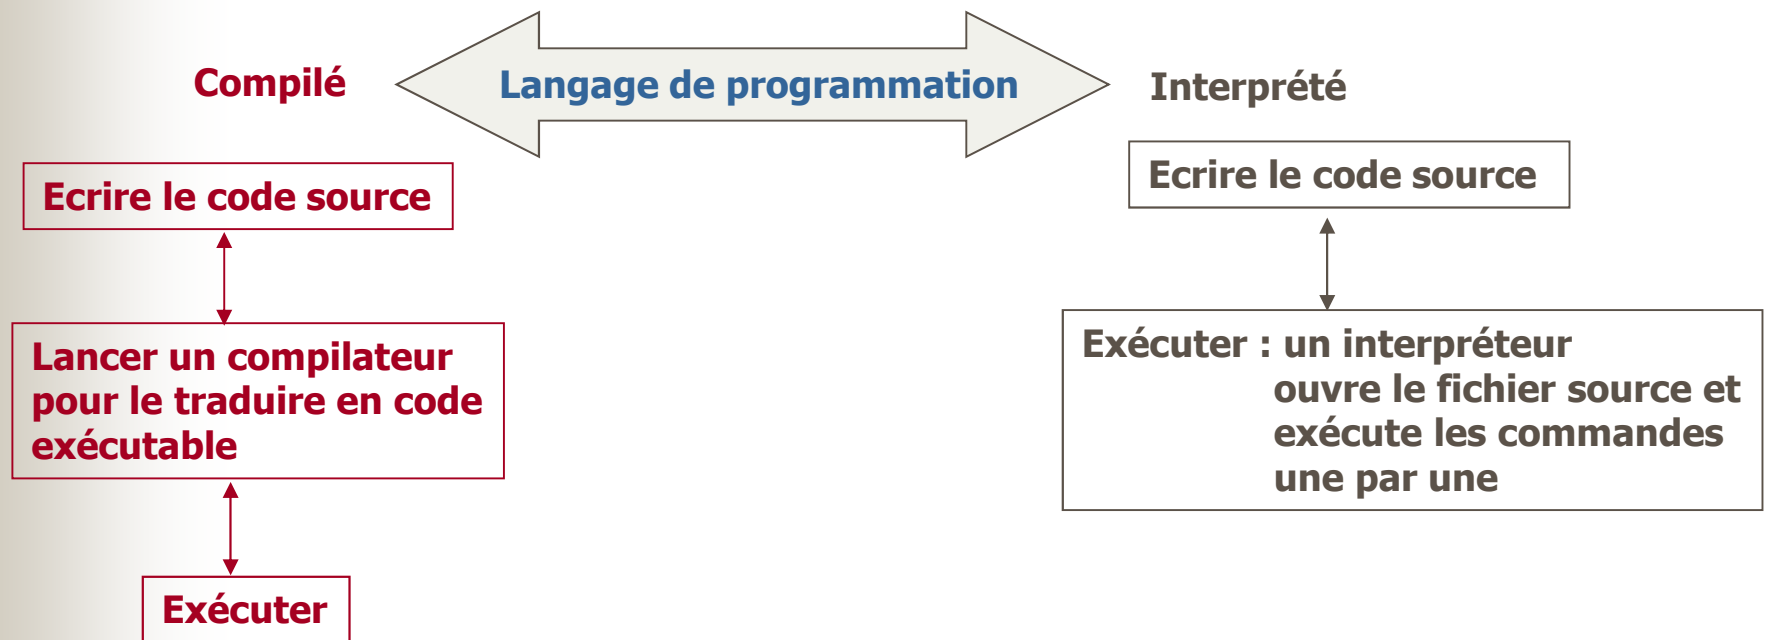 Compilé
Langage de programmation
Interprété
Ecrire le code source
Lancer un compilateur
pour le traduire en code
exécutable
Exécuter
Ecrire le code source
Exécuter : un interpréteur
ouvre le fichier source et
exécute les commandes
une par une